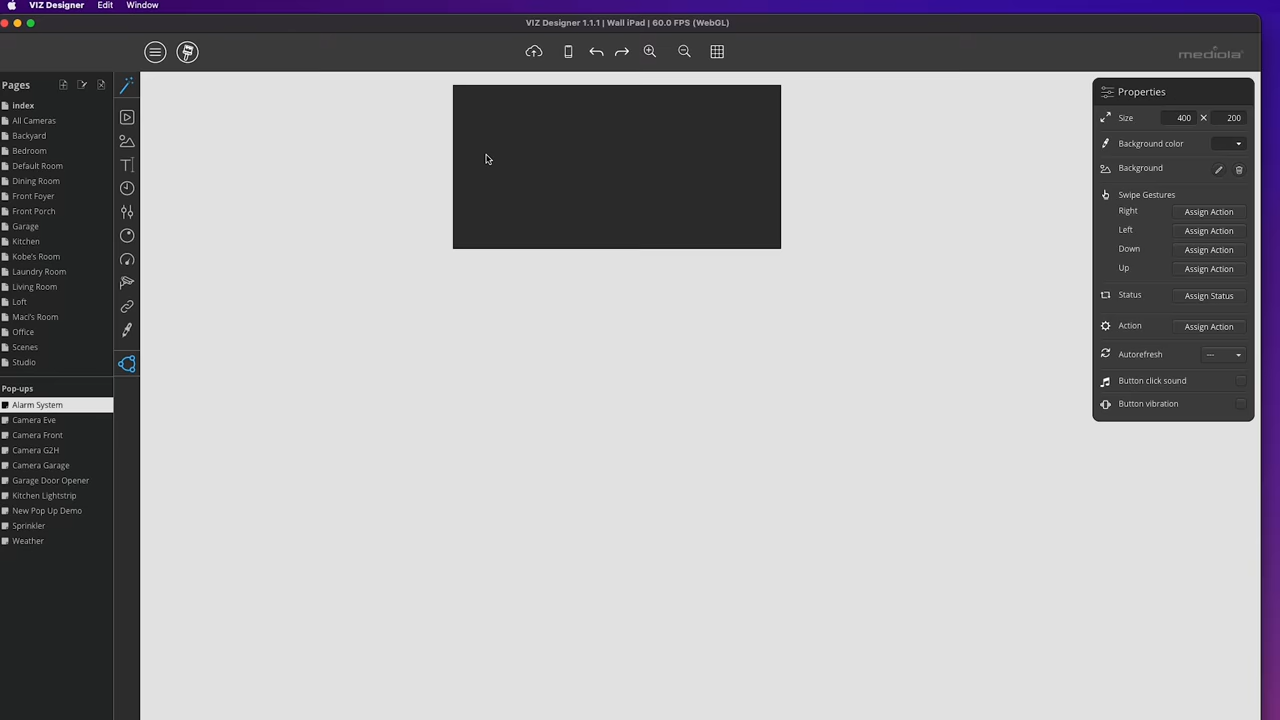 VIZ Designer Edit Window
VIZ Designer 1.1.1 | Wall iPad | 60.0 FPS (WebGL)
mediola
Pages
index
All Cameras
Backyard
Bedroom
Default Room
Dining Room
Front Foyer
Front Porch
Garage
Kitchen
Kobe's Room
Laundry Room
Living Room
Loft
Maci's Room
Office
Scenes
Studio
Pop-ups
Alarm System
Camera Eve
Camera Front
Camera G2H
Camera Garage
Garage Door Opener
Kitchen Lightstrip
New Pop Up Demo
Sprinkler
Weather
Properties
Size 400 × 200
Background color
Background
Swipe Gestures
Right Assign Action
Left Assign Action
Down Assign Action
Up Assign Action
Status Assign Status
Action Assign Action
Autorefresh ---
Button click sound
Button vibration